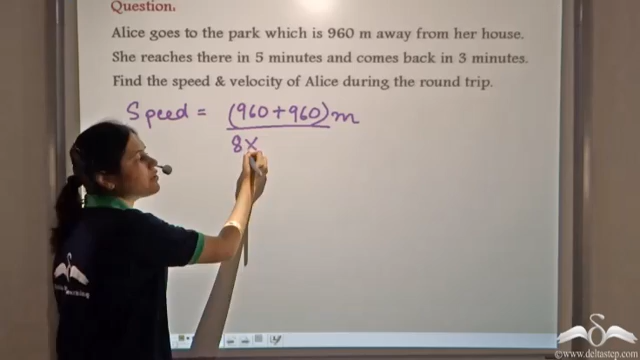 Question.
Alice goes to the park which is 960 m away from her house.
She reaches there in 5 minutes and comes back in 3 minutes.
Find the speed & velocity of Alice during the round trip.
Speed = (960+960)m
8x
©www.deltastep.com